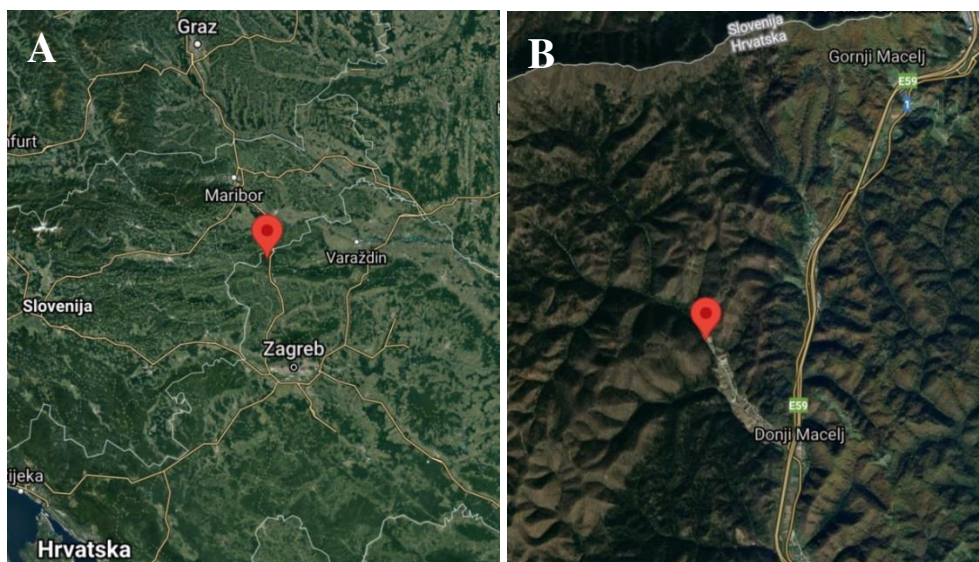 A
Graz
nfurt
Maribor
Varaždin
Slovenija
Zagreb
ijeka
Hrvatska
B
Slovenija
Hrvatska
Gornji Macelj
E59
1
E59
Donji Macelj